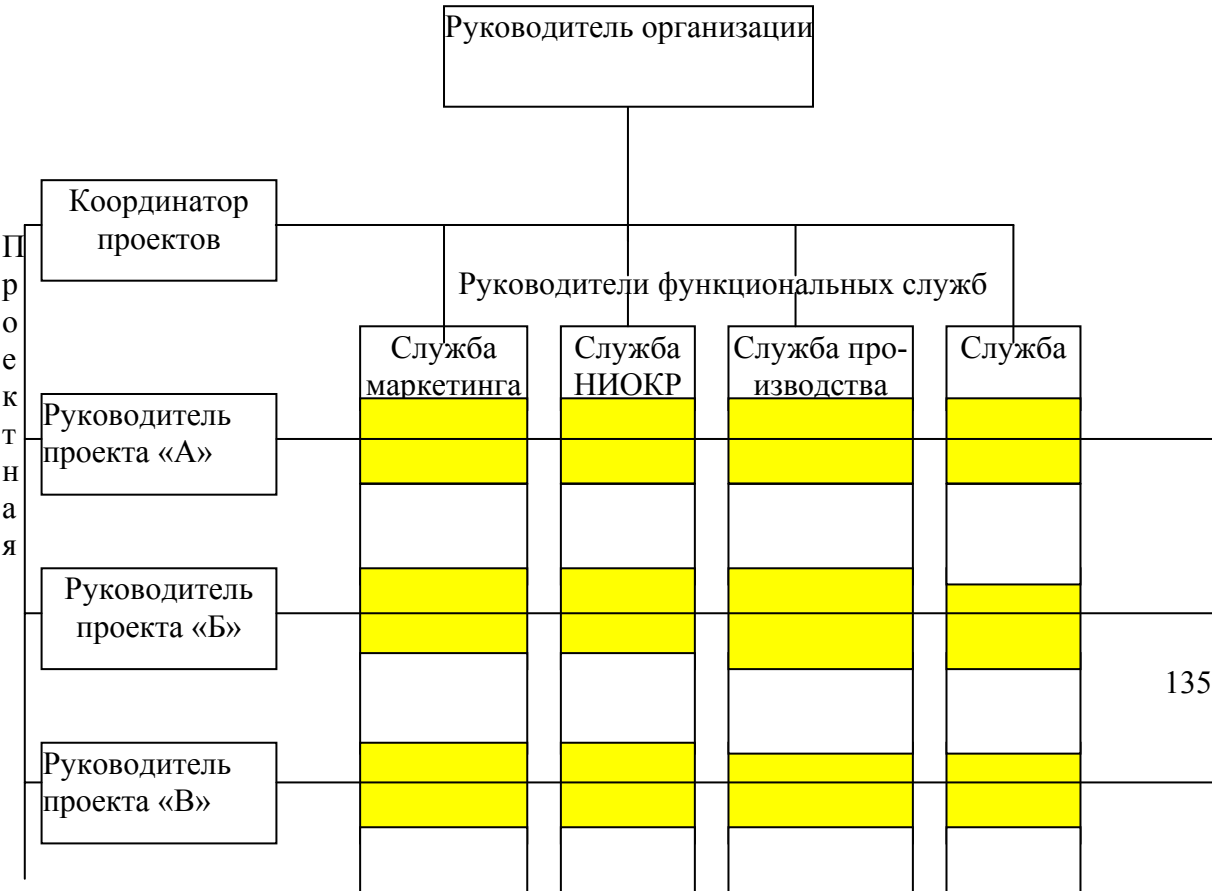 Руководитель организации
Координатор
проектов
Проектная
Руководители функциональных служб
Служба
маркетинга
Служба
НИОКР
Служба про-
изводства
Служба
Руководитель
проекта «А»
Руководитель
проекта «Б»
135
Руководитель
проекта «В»